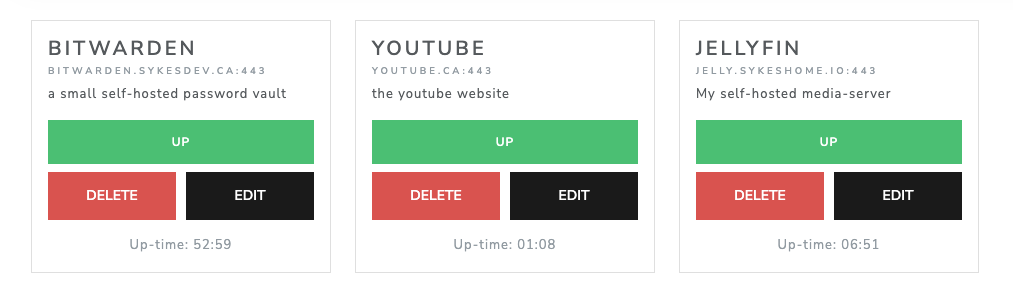 BITWARDEN
BITWARDEN.SYKESDEV.CA:443
a small self-hosted password vault
UP
DELETE EDIT
Up-time: 52:59
YOUTUBE
YOUTUBE.CA:443
the youtube website
UP
DELETE EDIT
Up-time: 01:08
JELLYFIN
JELLY.SYKESHOME.IO:443
My self-hosted media-server
UP
DELETE EDIT
Up-time: 06:51